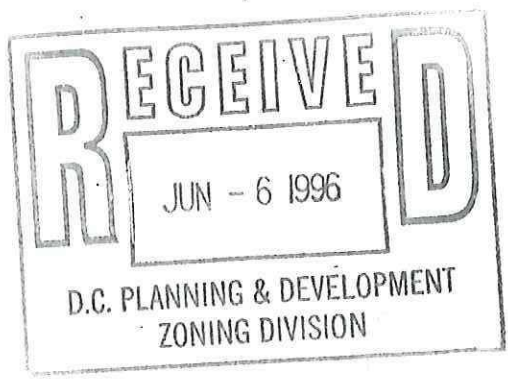 RECEIVED
JUN - 6 1996
D.C. PLANNING & DEVELOPMENT
ZONING DIVISION